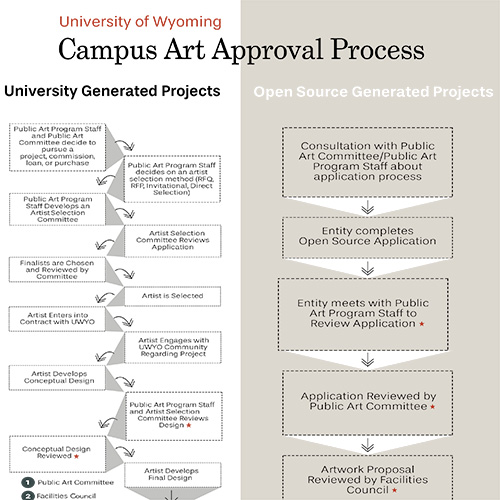 University of Wyoming
Campus Art Approval Process
University Generated Projects
Public Art Program Staff
and Public Art
Committee decide to
pursue a
project, commission,
loan, or purchase
Public Art Program Staff
decides on an artist
selection method (RFQ,
RFP, Invitational, Direct
Selection)
Public Art Program
Staff Develops an
Artist Selection
Committee
Artist Selection
Committee Reviews
Application
Finalists are Chosen
and Reviewed by
Committee
Artist is Selected
Artist Enters into
Contract with UWYO
Artist Engages with
UWYO Community
Regarding Project
Artist Develops
Conceptual Design
Public Art Program Staff
and Artist Selection
Committee Reviews
Design ★
Conceptual Design
Reviewed ★
1 Public Art Committee
2 Facilities Council
Artist Develops
Final Design
Open Source Generated Projects
Consultation with Public
Art Committee/Public Art
Program Staff about
application process
Entity completes
Open Source Application
Entity meets with Public
Art Program Staff to
Review Application ★
Application Reviewed by
Public Art Committee ★
Artwork Proposal
Reviewed by Facilities
Council ★